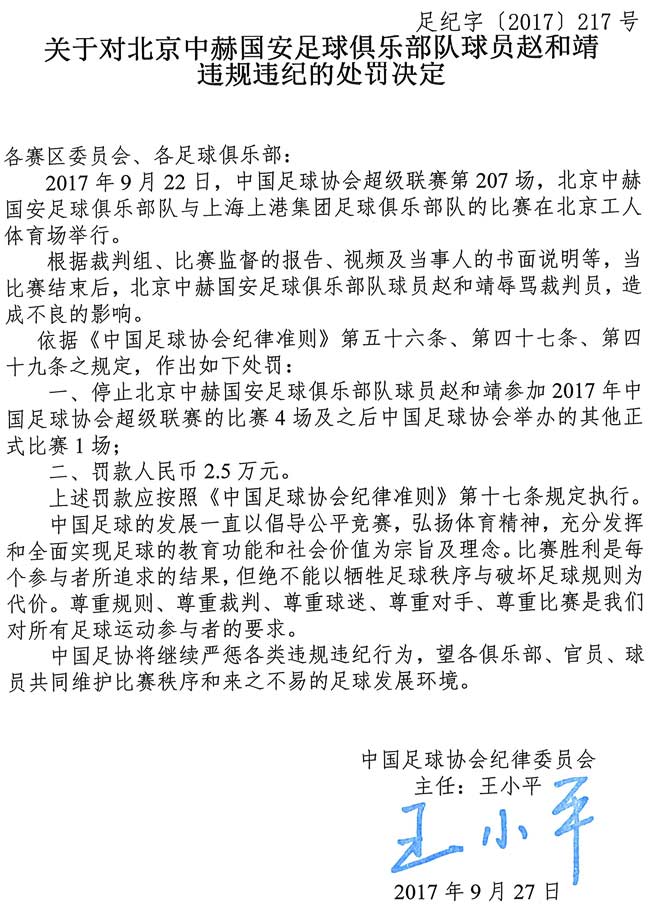 足纪字〔2017〕217号
关于对北京中赫国安足球俱乐部队球员赵和靖
违规违纪的处罚决定
各赛区委员会、各足球俱乐部：
2017年9月22日，中国足球协会超级联赛第207场，北京中赫
国安足球俱乐部队与上海上港集团足球俱乐部队的比赛在北京工人
体育场举行。
根据裁判组、比赛监督的报告、视频及当事人的书面说明等，当
比赛结束后，北京中赫国安足球俱乐部队球员赵和靖辱骂裁判员，造
成不良的影响。
依据《中国足球协会纪律准则》第五十六条、第四十七条、第四
十九条之规定，作出如下处罚：
一、停止北京中赫国安足球俱乐部队球员赵和靖参加2017年中
国足球协会超级联赛的比赛4场及之后中国足球协会举办的其他正
式比赛1场；
二、罚款人民币2.5万元。
上述罚款应按照《中国足球协会纪律准则》第十七条规定执行。
中国足球的发展一直以倡导公平竞赛，弘扬体育精神，充分发挥
和全面实现足球的教育功能和社会价值为宗旨及理念。比赛胜利是每
个参与者所追求的结果，但绝不能以牺牲足球秩序与破坏足球规则为
代价。尊重规则、尊重裁判、尊重球迷、尊重对手、尊重比赛是我们
对所有足球运动参与者的要求。
中国足协将继续严惩各类违规违纪行为，望各俱乐部、官员、球
员共同维护比赛秩序和来之不易的足球发展环境。
中国足球协会纪律委员会
主任：王小平
王小平
2017年9月27日